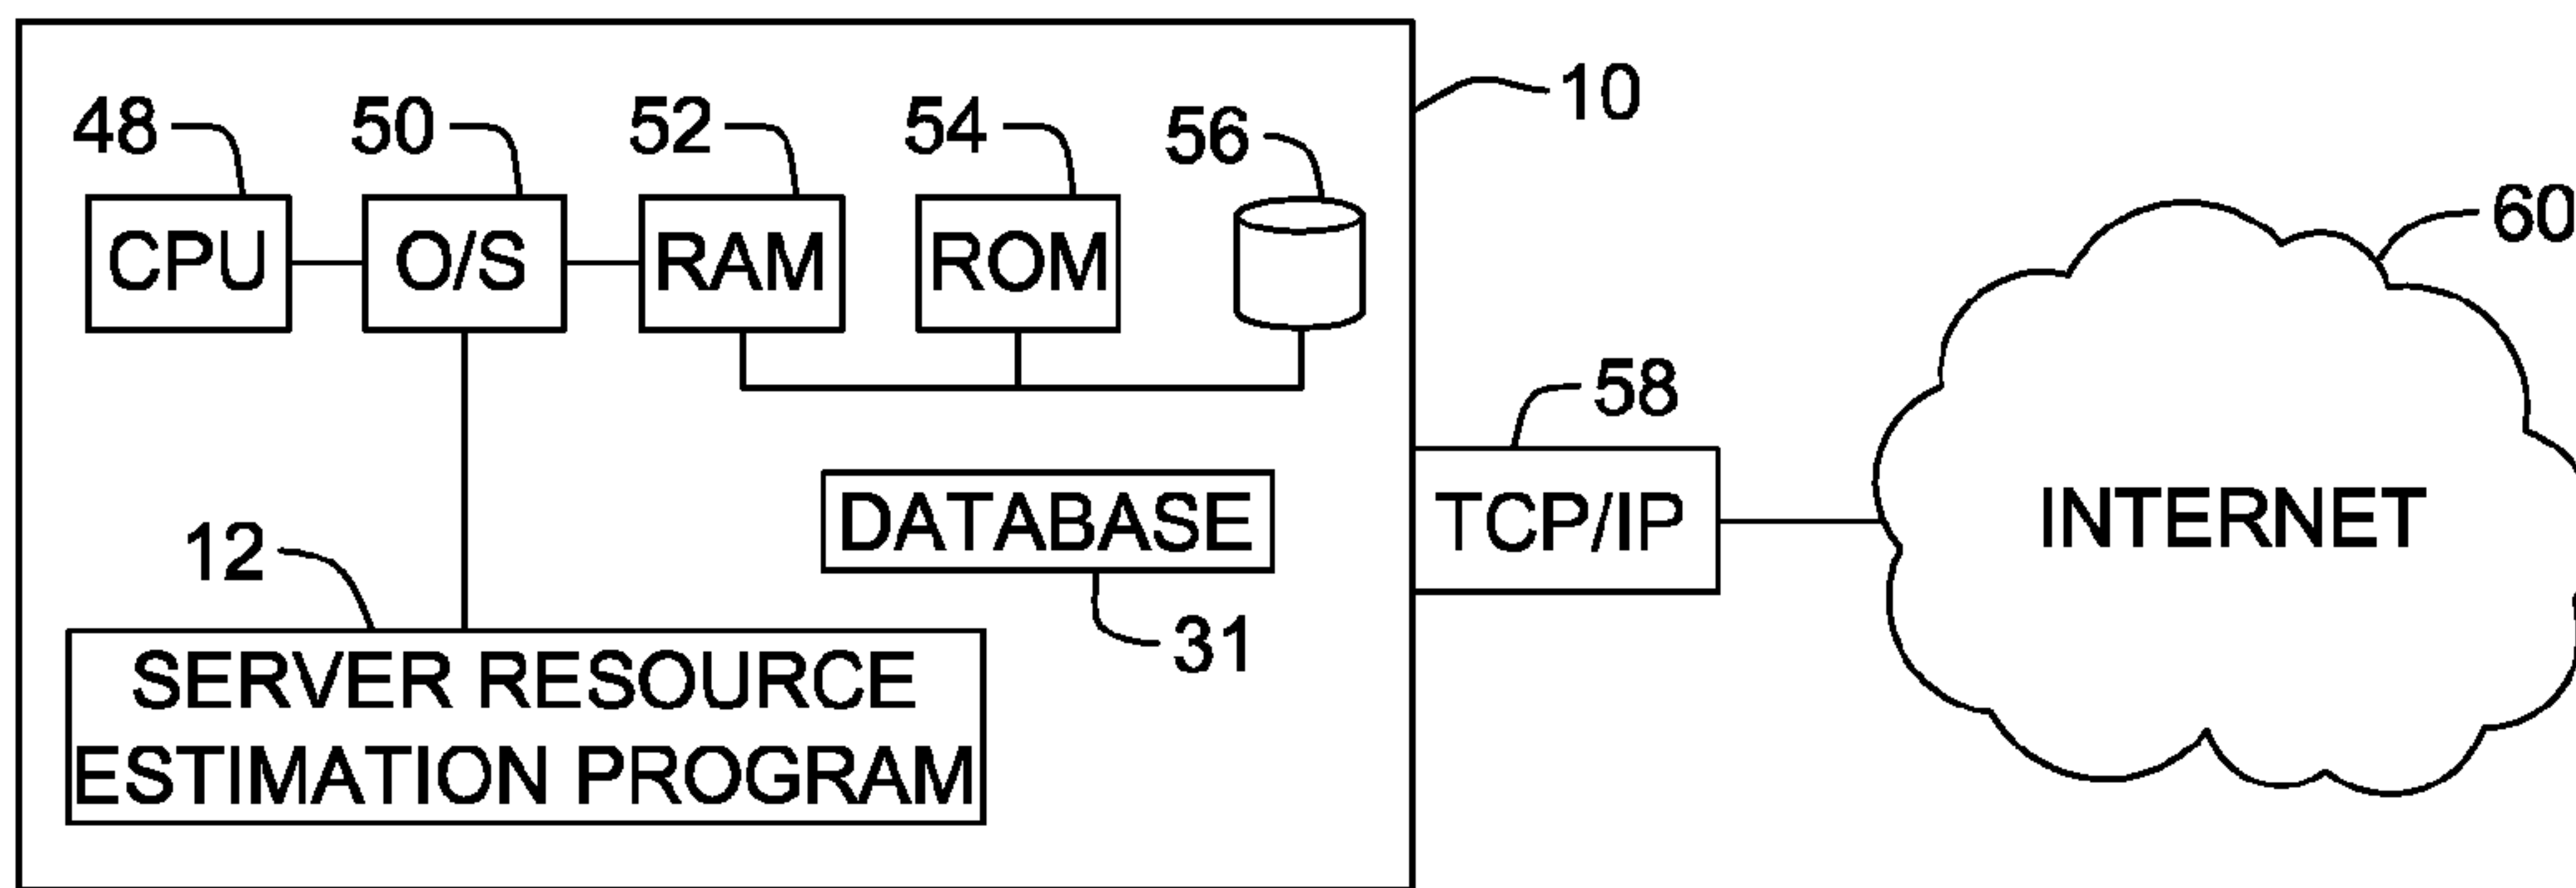 10
48 50 52 54 56
60
CPU O/S RAM ROM
58
DATABASE TCP/IP INTERNET
12
31
SERVER RESOURCE
ESTIMATION PROGRAM